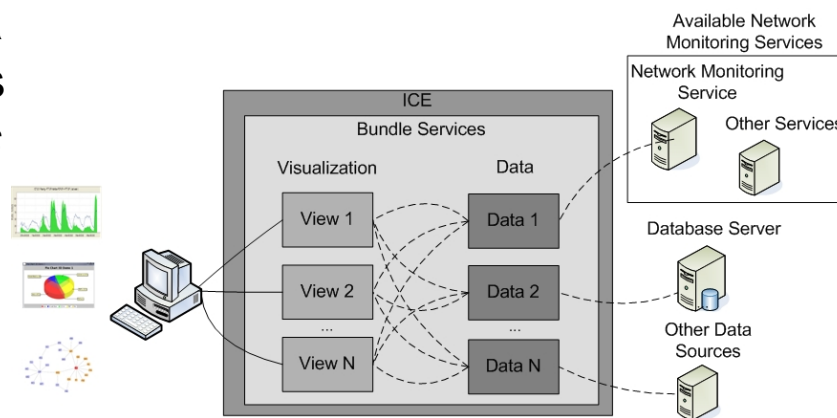 Available Network
Monitoring Services
Network Monitoring
Service
Other Services
ICE
Bundle Services
Visualization
Data
View 1
Data 1
View 2
Data 2
...
...
View N
Data N
Database Server
Other Data
Sources